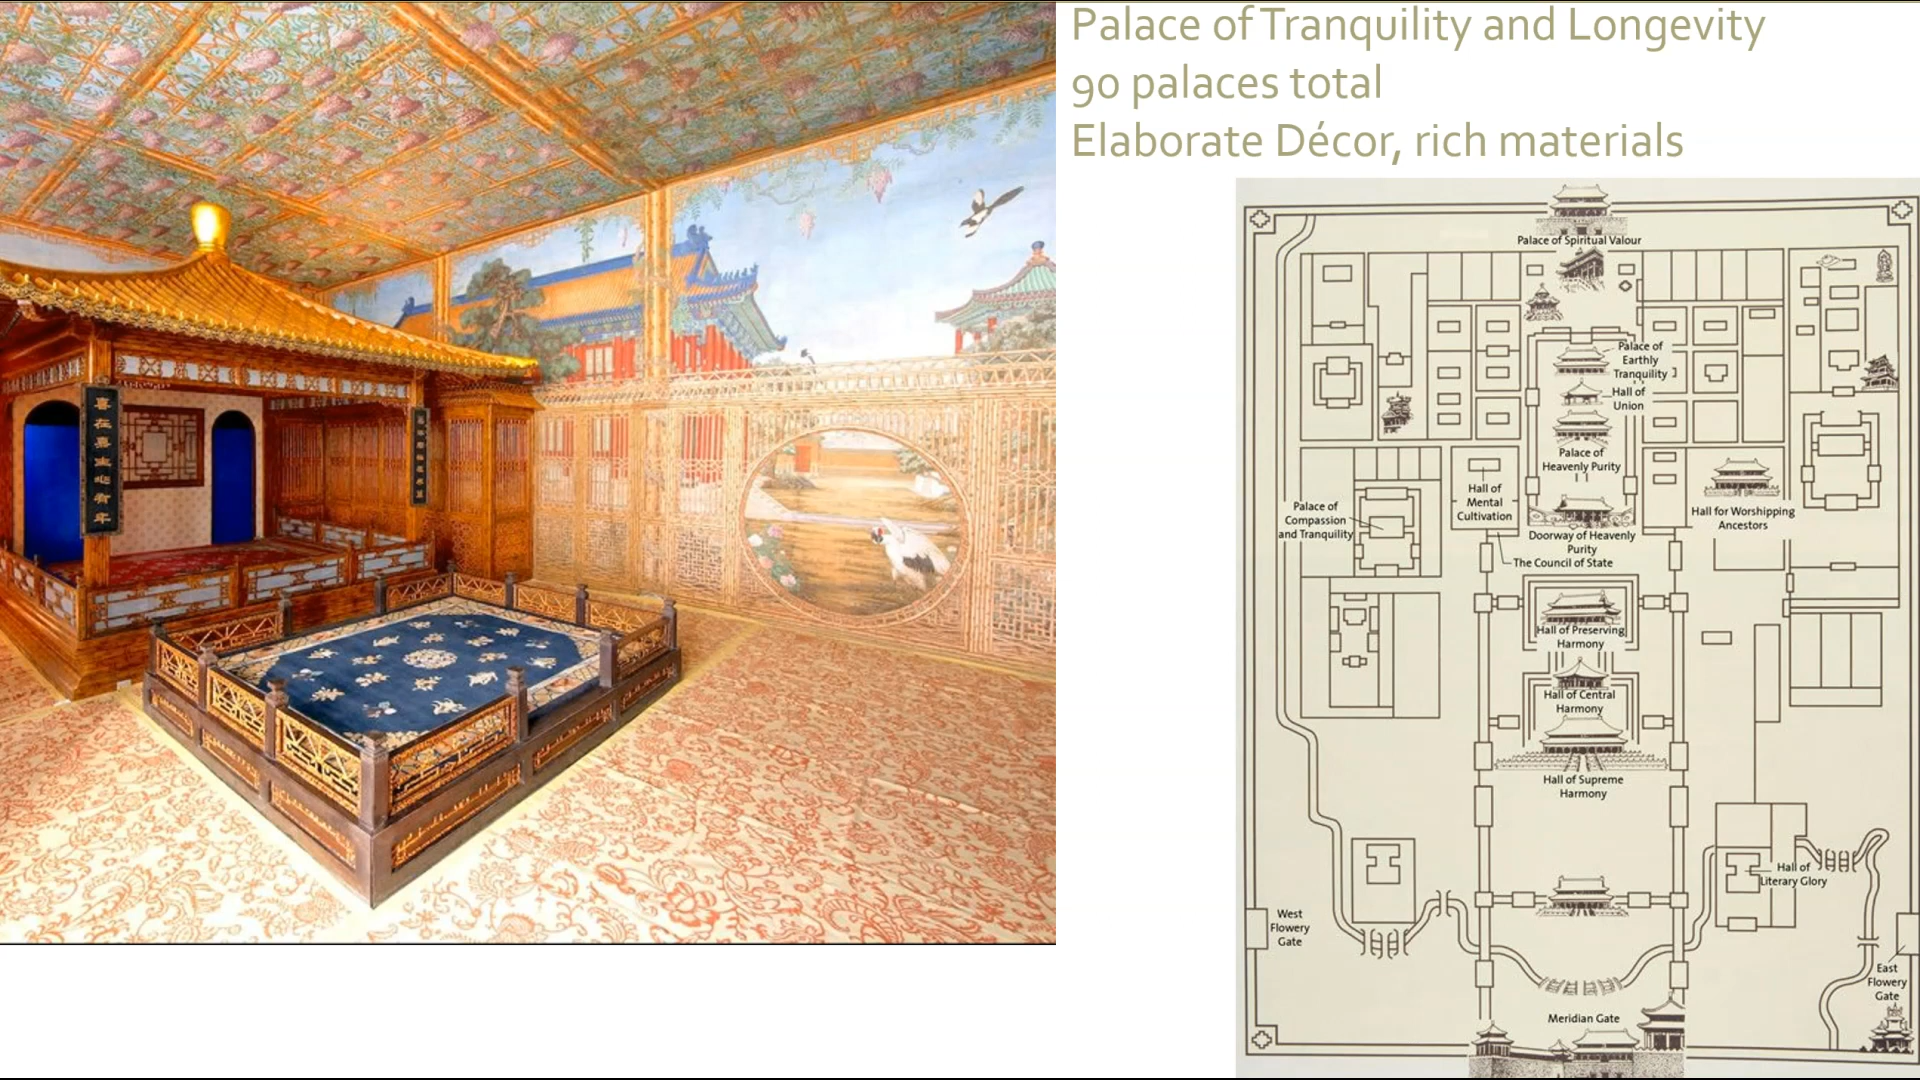 Palace of Tranquility and Longevity
90 palaces total
Elaborate Décor, rich materials
Palace of Spiritual Valour
Palace of
Earthly
Tranquility
Hall of
Union
Palace of
Heavenly Purity
Hall of
Mental
Cultivation
Palace of
Compassion
and Tranquility
Hall for Worshipping
Ancestors
Doorway of Heavenly
Purity
The Council of State
Hall of Preserving
Harmony
Hall of Central
Harmony
Hall of Supreme
Harmony
Hall of
Literary Glory
West
Flowery
Gate
East
Flowery
Gate
Meridian Gate